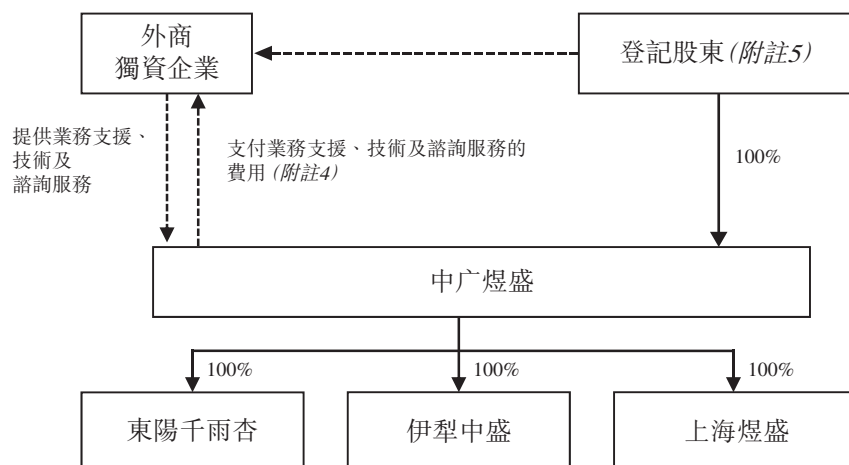 外商
獨資企業
登記股東(附註5)
提供業務支援、
技術及
諮詢服務
支付業務支援、技術及諮詢服務的
費用(附註4)
100%
中广煜盛
100%
100%
100%
東陽千雨杏
伊犁中盛
上海煜盛